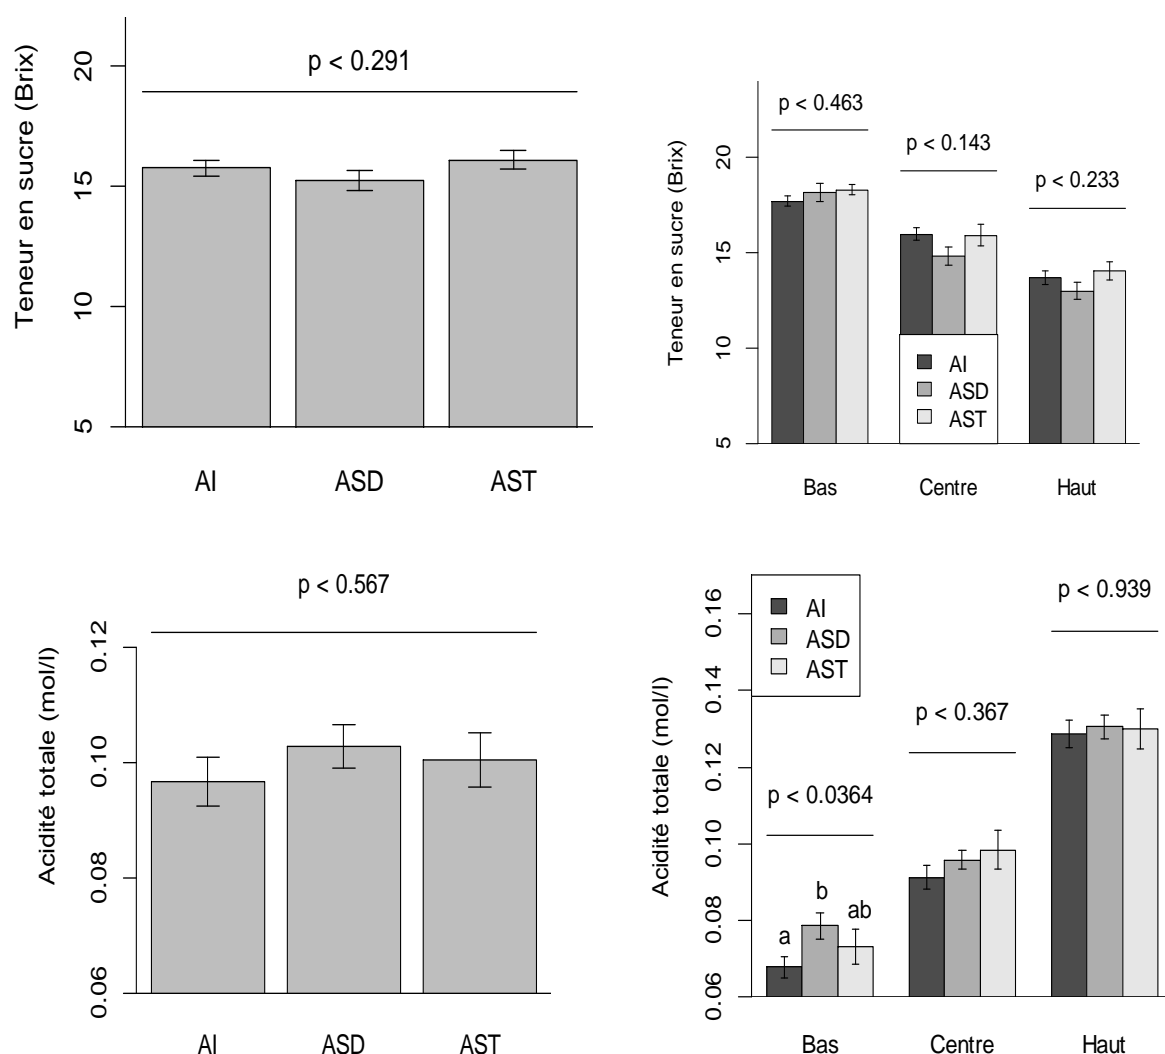 Teneur en sucre (Brix)
20
15
10
5
p < 0.291
AI ASD AST
Teneur en sucre (Brix)
20
15
10
5
p < 0.463
p < 0.143
p < 0.233
AI
ASD
AST
Bas Centre Haut
Acidité totale (mol/l)
0.12
0.10
0.08
0.06
p < 0.567
AI ASD AST
Acidité totale (mol/l)
0.16
0.14
0.12
0.10
0.08
0.06
AI
ASD
AST
p < 0.0364
p < 0.367
p < 0.939
a
b
ab
Bas Centre Haut